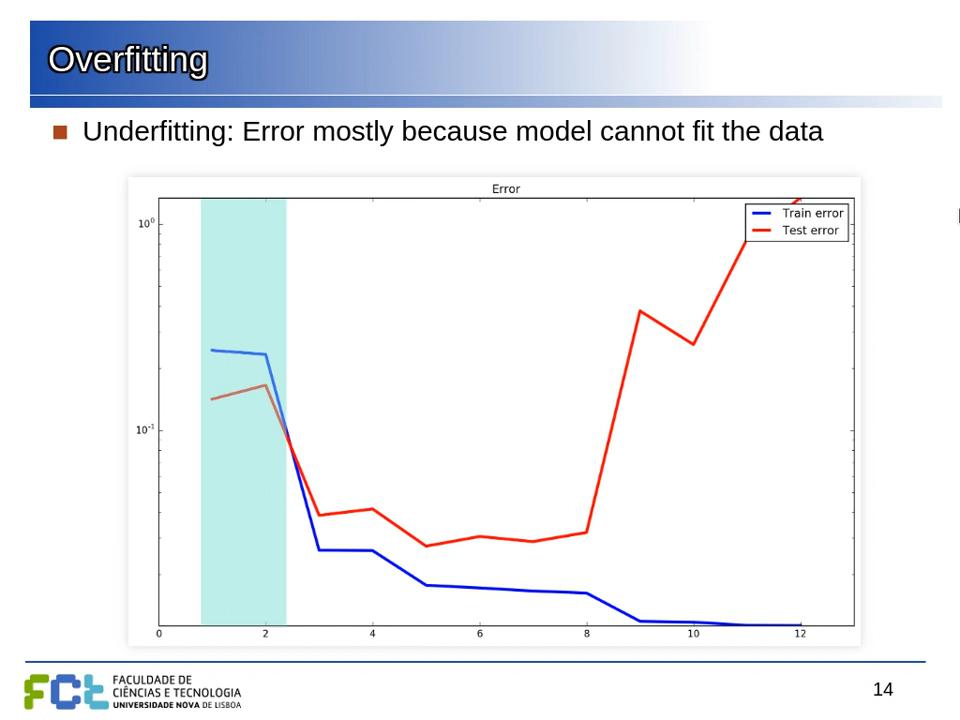 Overfitting
Underfitting: Error mostly because model cannot fit the data
Error
Train error
Test error
10⁰
10⁻¹
0 2 4 6 8 10 12
FCt
FACULDADE DE
CIÊNCIAS E TECNOLOGIA
UNIVERSIDADE NOVA DE LISBOA
14